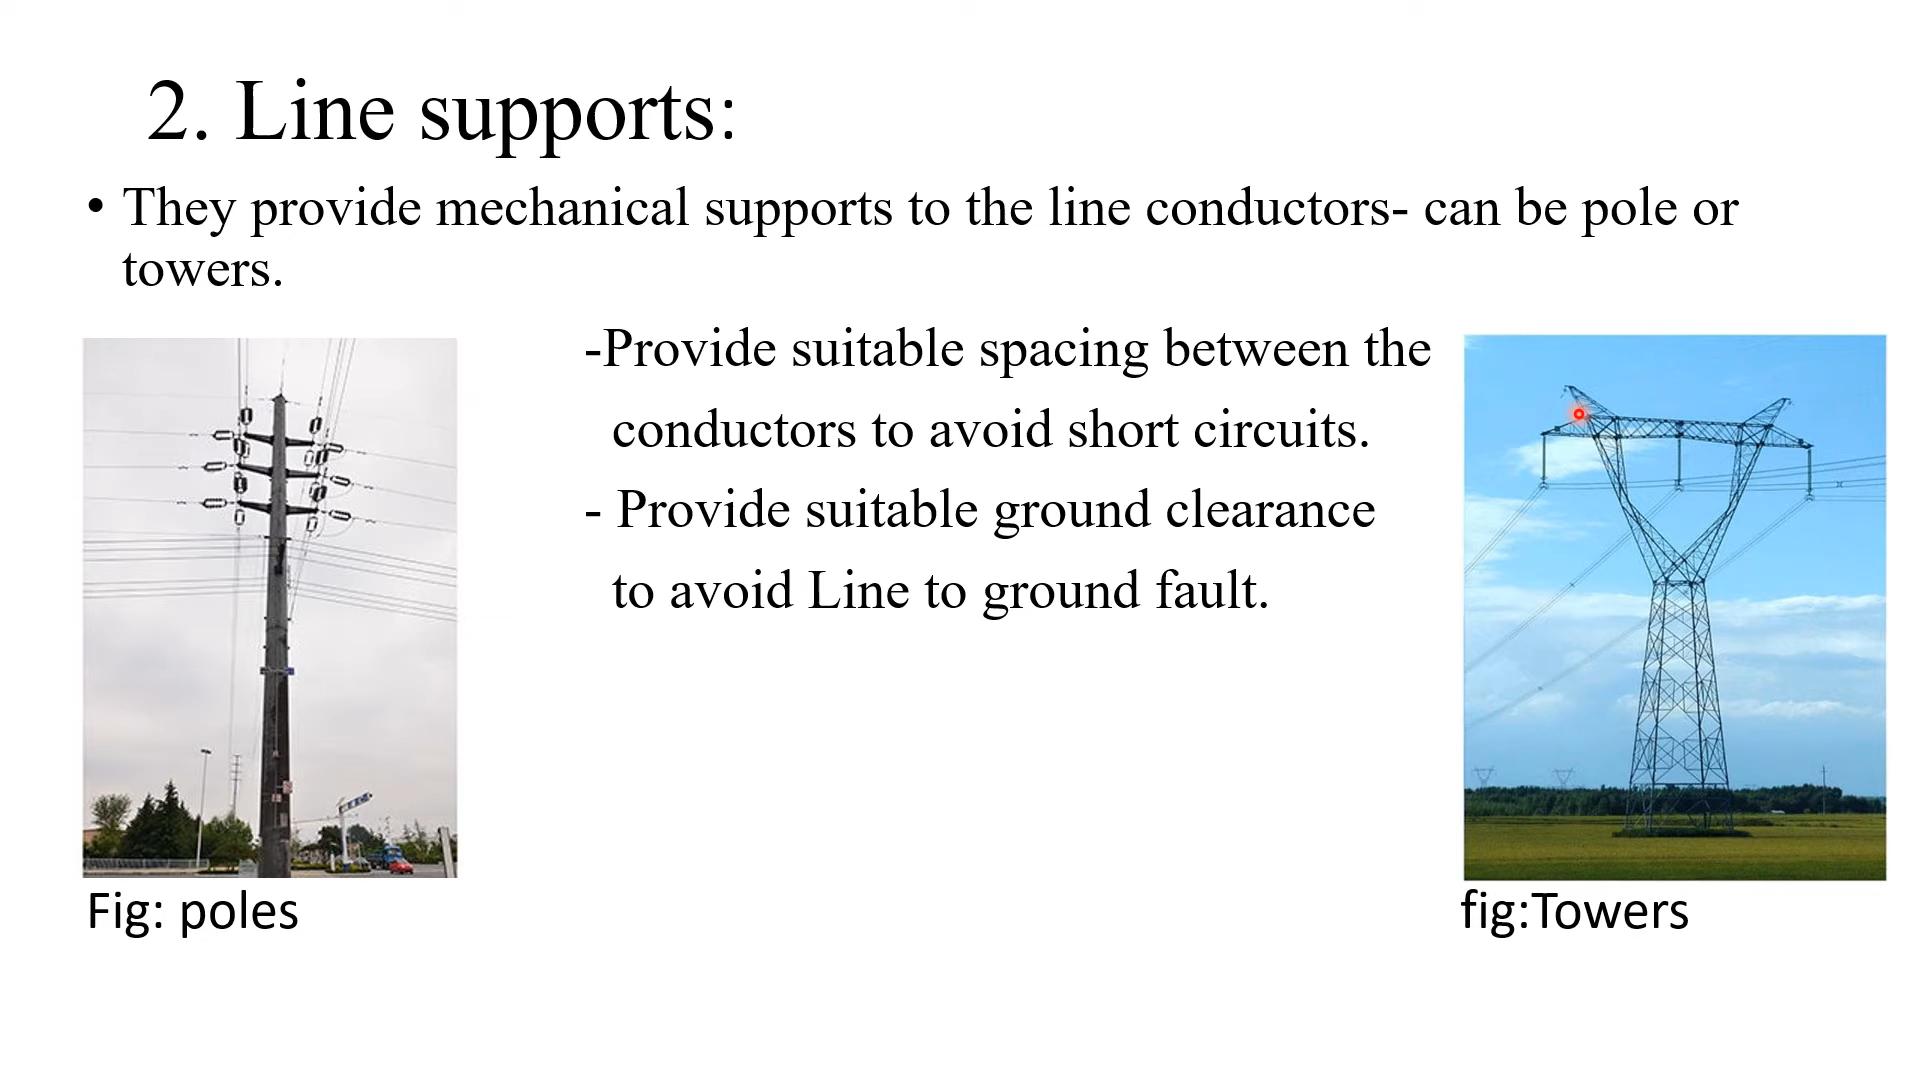 2. Line supports:
• They provide mechanical supports to the line conductors- can be pole or
towers.
-Provide suitable spacing between the
conductors to avoid short circuits.
- Provide suitable ground clearance
to avoid Line to ground fault.
Fig: poles
fig:Towers